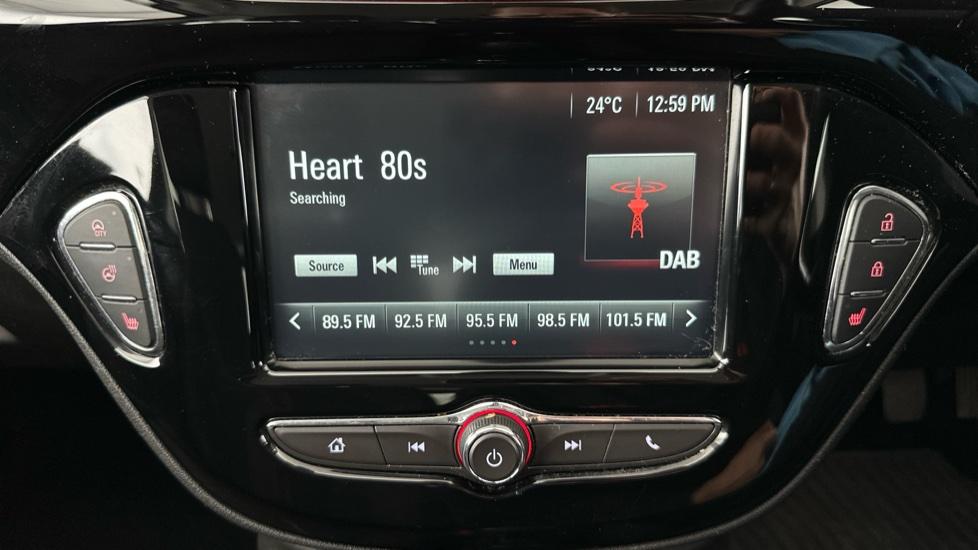 24°C 12:59 PM
Heart 80s
Searching
DAB
Source Tune Menu
89.5 FM 92.5 FM 95.5 FM 98.5 FM 101.5 FM
CITY